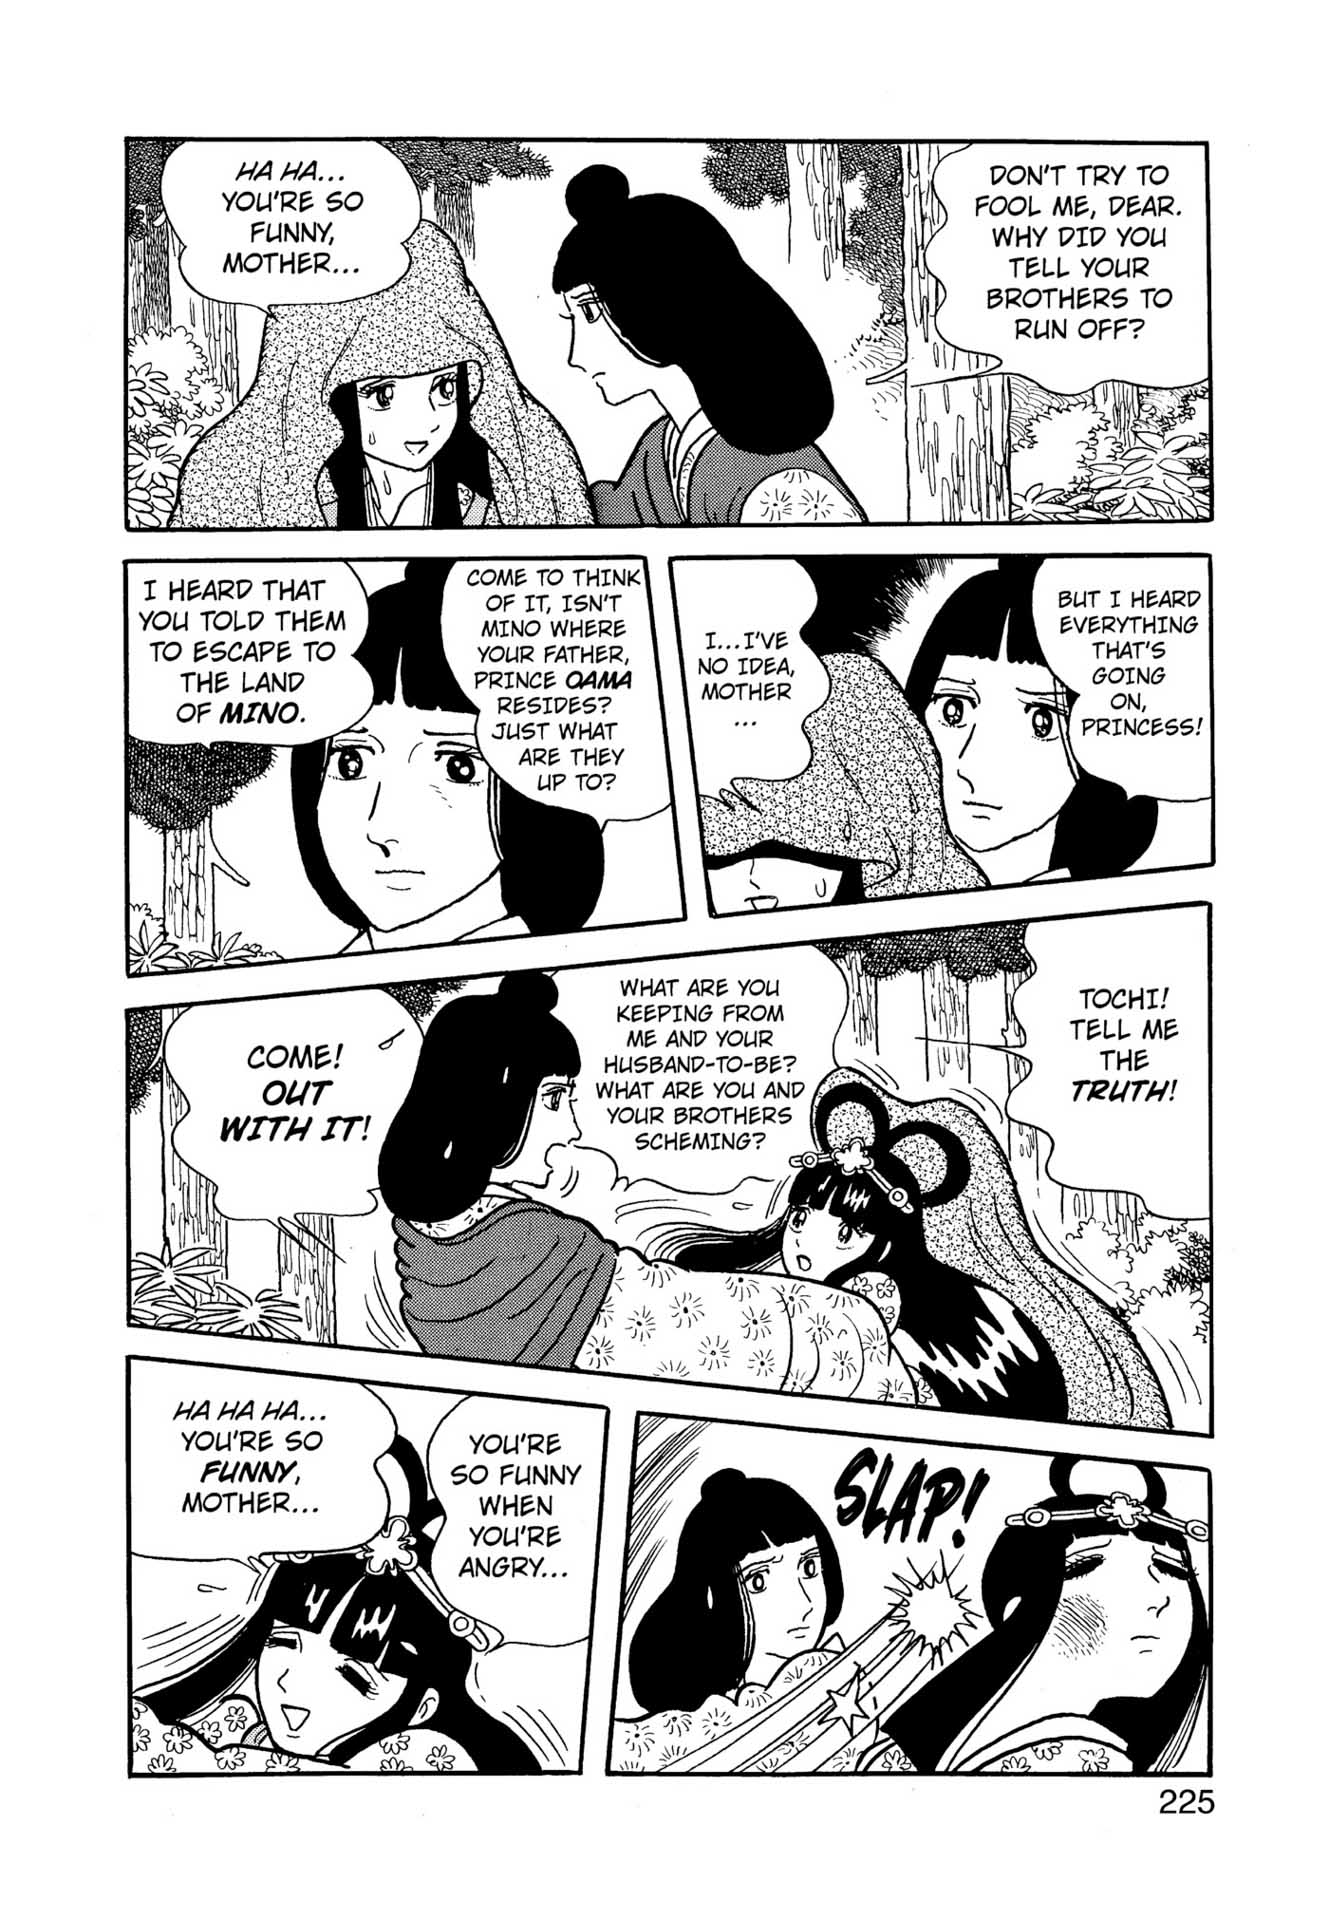 DON'T TRY TO
FOOL ME, DEAR.
WHY DID YOU
TELL YOUR
BROTHERS TO
RUN OFF?
HA HA...
YOU'RE SO
FUNNY,
MOTHER...
BUT I HEARD
EVERYTHING
THAT'S
GOING
ON,
PRINCESS!
I...I'VE
NO IDEA,
MOTHER
...
COME TO THINK
OF IT, ISN'T
MINO WHERE
YOUR FATHER,
PRINCE OAMA
RESIDES?
JUST WHAT
ARE THEY
UP TO?
I HEARD THAT
YOU TOLD THEM
TO ESCAPE TO
THE LAND
OF MINO.
TOCHI!
TELL ME
THE
TRUTH!
WHAT ARE YOU
KEEPING FROM
ME AND YOUR
HUSBAND-TO-BE?
WHAT ARE YOU AND
YOUR BROTHERS
SCHEMING?
COME!
OUT
WITH IT!
SLAP!
YOU'RE
SO FUNNY
WHEN
YOU'RE
ANGRY...
HA HA HA...
YOU'RE SO
FUNNY,
MOTHER...
225